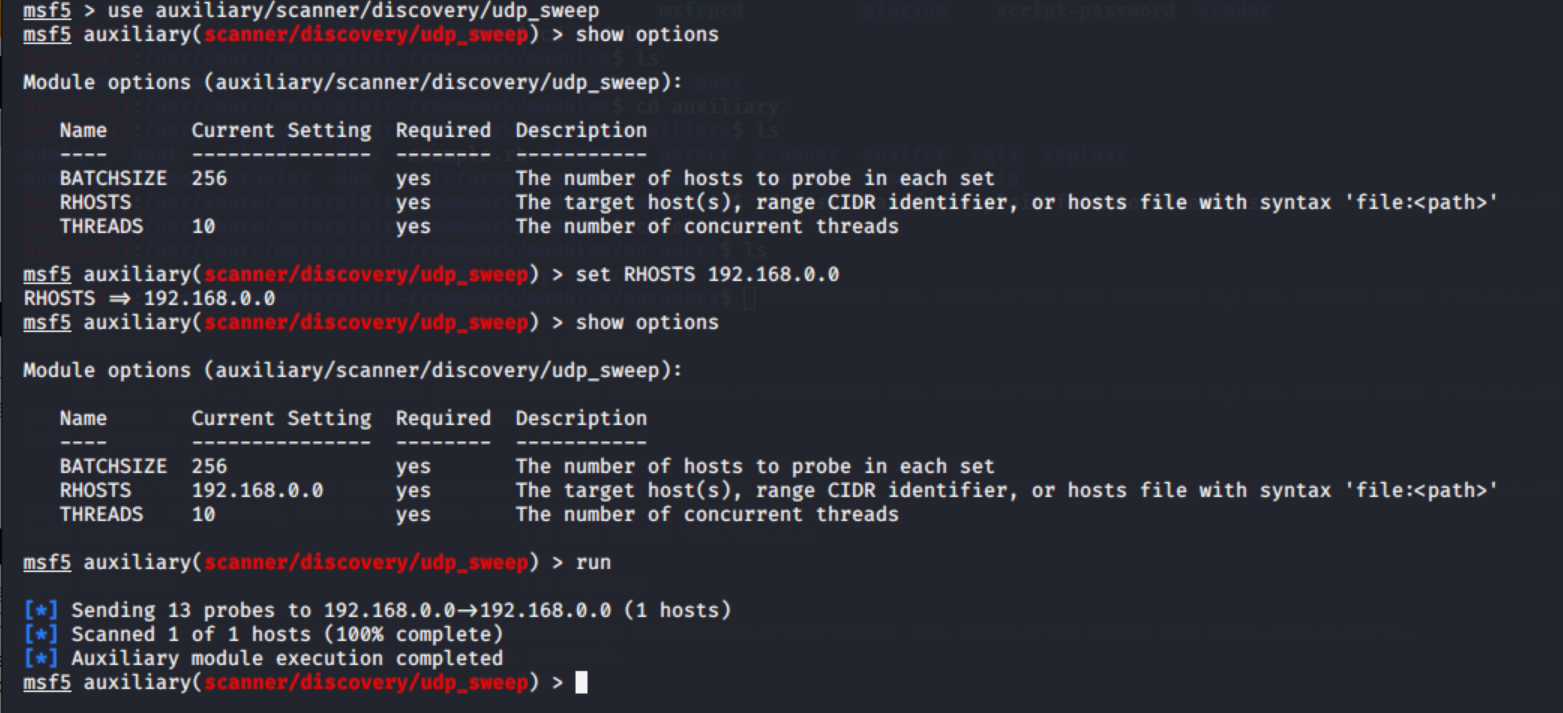 msf5 > use auxiliary/scanner/discovery/udp_sweep
msf5 auxiliary(scanner/discovery/udp_sweep) > show options
Module options (auxiliary/scanner/discovery/udp_sweep):
Name Current Setting Required Description
---- --------------- -------- -----------
BATCHSIZE 256 yes The number of hosts to probe in each set
RHOSTS yes The target host(s), range CIDR identifier, or hosts file with syntax 'file:<path>'
THREADS 10 yes The number of concurrent threads
msf5 auxiliary(scanner/discovery/udp_sweep) > set RHOSTS 192.168.0.0
RHOSTS ⇒ 192.168.0.0
msf5 auxiliary(scanner/discovery/udp_sweep) > show options
Module options (auxiliary/scanner/discovery/udp_sweep):
Name Current Setting Required Description
---- --------------- -------- -----------
BATCHSIZE 256 yes The number of hosts to probe in each set
RHOSTS 192.168.0.0 yes The target host(s), range CIDR identifier, or hosts file with syntax 'file:<path>'
THREADS 10 yes The number of concurrent threads
msf5 auxiliary(scanner/discovery/udp_sweep) > run
[*] Sending 13 probes to 192.168.0.0→192.168.0.0 (1 hosts)
[*] Scanned 1 of 1 hosts (100% complete)
[*] Auxiliary module execution completed
msf5 auxiliary(scanner/discovery/udp_sweep) >